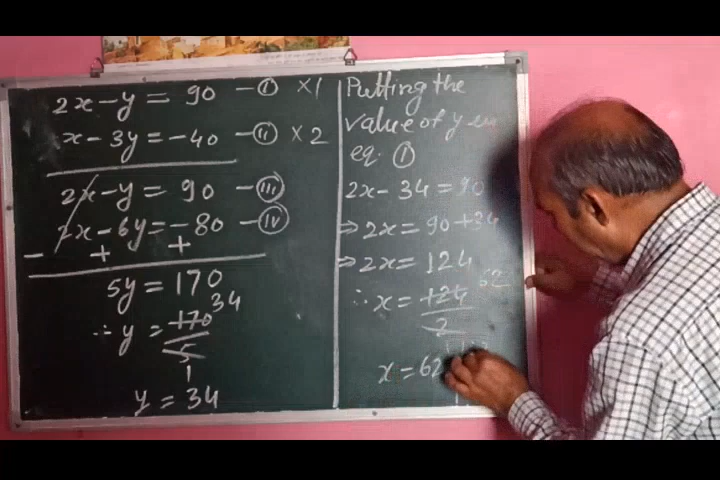 2x - y = 90 - (I) × 1
x - 3y = -40 - (II) × 2
2x - y = 90 - (III)
2x - 6y = -80 - (IV)
- + +
5y = 170
∴ y = 170 34
5
1
y = 34
Putting the
value of y in
eq. (1)
2x - 34 = 90
⇒ 2x = 90 + 34
⇒ 2x = 124
∴ x = 124 62
2
x = 62